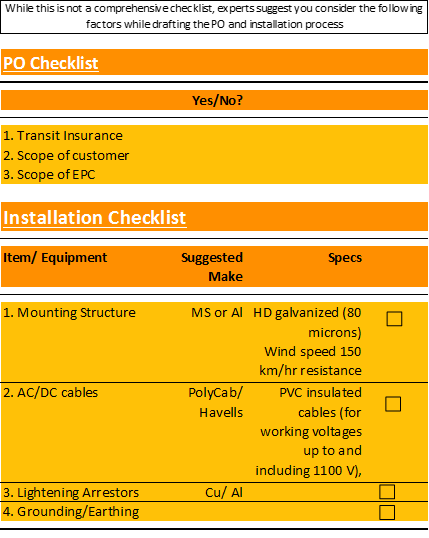 While this is not a comprehensive checklist, experts suggest you consider the following
factors while drafting the PO and installation process
PO Checklist
Yes/No?
1. Transit Insurance
2. Scope of customer
3. Scope of EPC
Installation Checklist
Item/ Equipment Suggested Make Specs
1. Mounting Structure MS or Al HD galvanized (80
microns)
Wind speed 150
km/hr resistance
2. AC/DC cables PolyCab/ PVC insulated
Havells cables (for
working voltages
up to and
including 1100 V),
3. Lightening Arrestors Cu/ Al
4. Grounding/Earthing